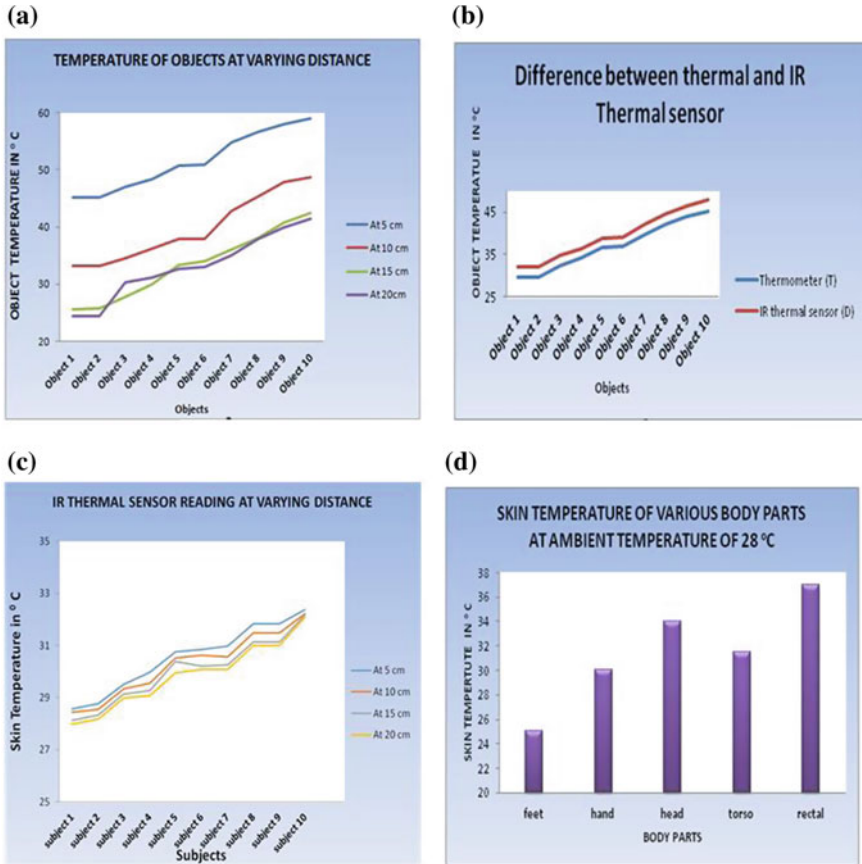 (a)
TEMPERATURE OF OBJECTS AT VARYING DISTANCE
OBJECT TEMPERATURE IN ° C
60
50
40
30
20
Object 1
Object 2
Object 3
Object 4
Object 5
Object 6
Object 7
Object 8
Object 9
Object 10
Objects
At 5 cm
At 10 cm
At 15 cm
At 20cm
(b)
Difference between thermal and IR
Thermal sensor
OBJECT TEMPERATUE IN ° C
45
35
25
Object 1
Object 2
Object 3
Object 4
Object 5
Object 6
Object 7
Object 8
Object 9
Object 10
Objects
Thermometer (T)
IR thermal sensor (D)
(c)
IR THERMAL SENSOR READING AT VARYING DISTANCE
Skin Temperature in ° C
35
33
31
29
27
25
subject 1
subject 2
subject 3
subject 4
subject 5
subject 6
subject 7
subject 8
subject 9
subject 10
Subjects
At 5 cm
At 10 cm
At 15 cm
At 20 cm
(d)
SKIN TEMPERATURE OF VARIOUS BODY PARTS
AT AMBIENT TEMPERATURE OF 28 ºC
SKIN TEMPERTUTE IN ° C
38
36
34
32
30
28
26
24
22
20
feet
hand
head
torso
rectal
BODY PARTS